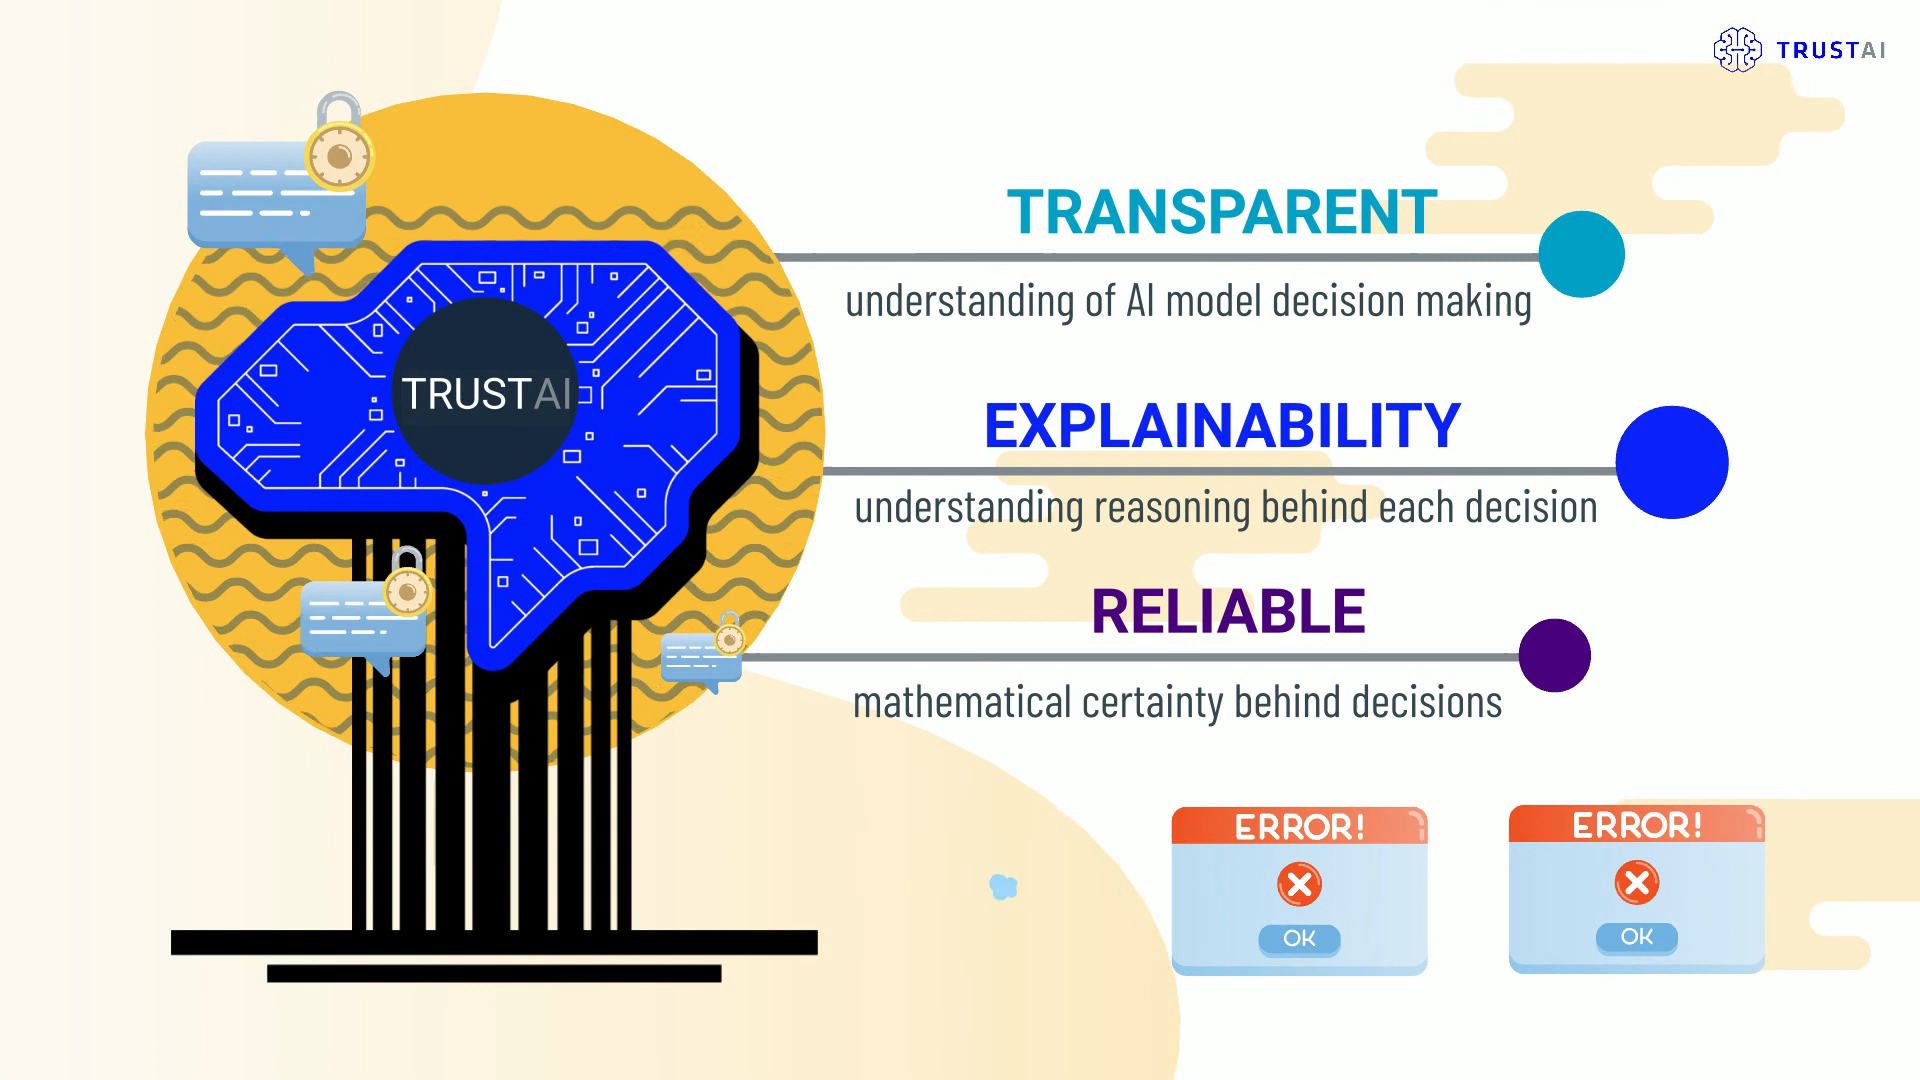 TRUSTAI
TRANSPARENT
understanding of AI model decision making
TRUSTAI
EXPLAINABILITY
understanding reasoning behind each decision
RELIABLE
mathematical certainty behind decisions
ERROR!
OK
ERROR!
OK